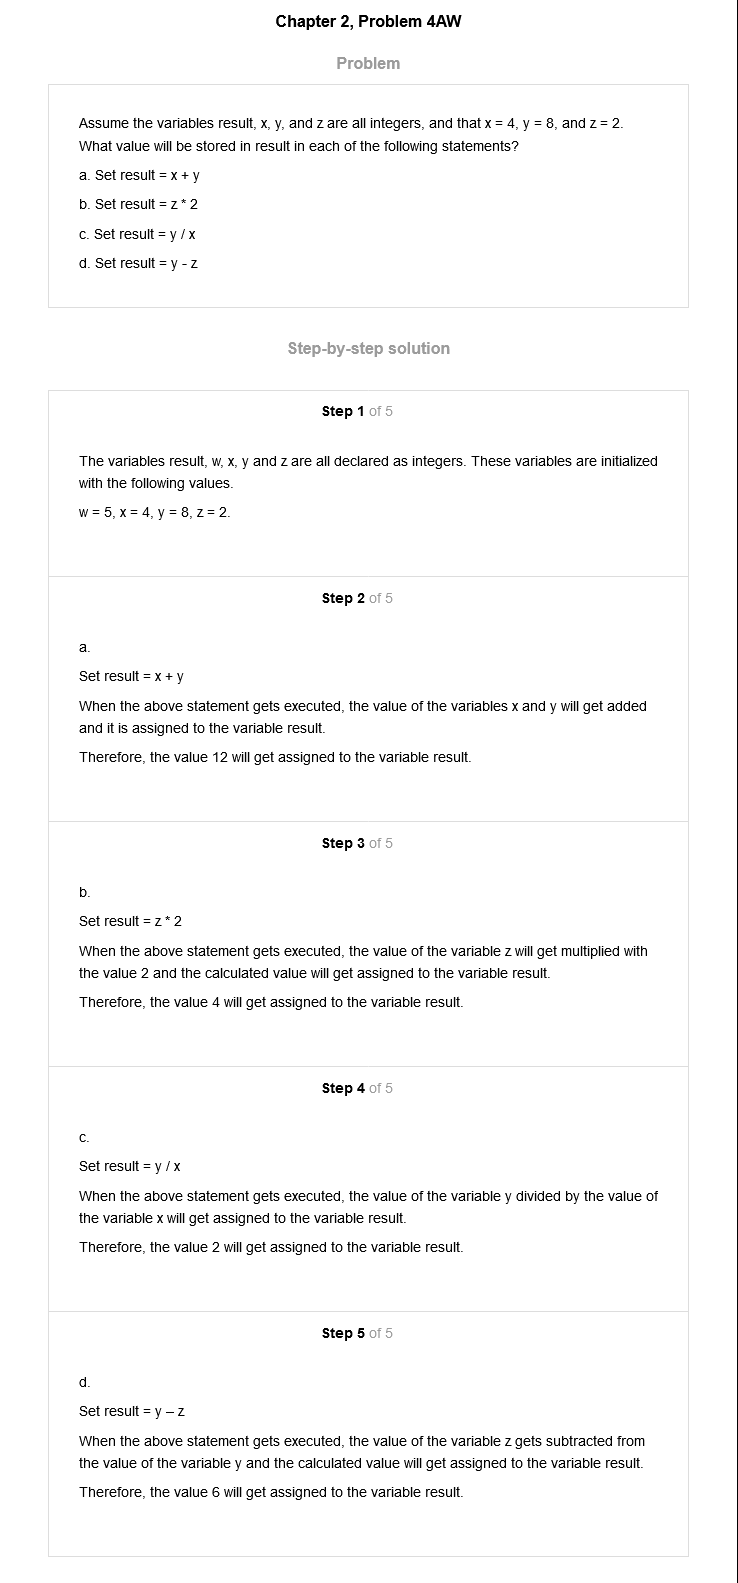 Chapter 2, Problem 4AW
Problem
Assume the variables result, x, y, and z are all integers, and that x = 4, y = 8, and z = 2.
What value will be stored in result in each of the following statements?
a. Set result = x + y
b. Set result = z * 2
c. Set result = y / x
d. Set result = y - z
Step-by-step solution
Step 1 of 5
The variables result, w, x, y and z are all declared as integers. These variables are initialized
with the following values.
w = 5, x = 4, y = 8, z = 2.
Step 2 of 5
a.
Set result = x + y
When the above statement gets executed, the value of the variables x and y will get added
and it is assigned to the variable result.
Therefore, the value 12 will get assigned to the variable result.
Step 3 of 5
b.
Set result = z * 2
When the above statement gets executed, the value of the variable z will get multiplied with
the value 2 and the calculated value will get assigned to the variable result.
Therefore, the value 4 will get assigned to the variable result.
Step 4 of 5
c.
Set result = y / x
When the above statement gets executed, the value of the variable y divided by the value of
the variable x will get assigned to the variable result.
Therefore, the value 2 will get assigned to the variable result.
Step 5 of 5
d.
Set result = y – z
When the above statement gets executed, the value of the variable z gets subtracted from
the value of the variable y and the calculated value will get assigned to the variable result.
Therefore, the value 6 will get assigned to the variable result.